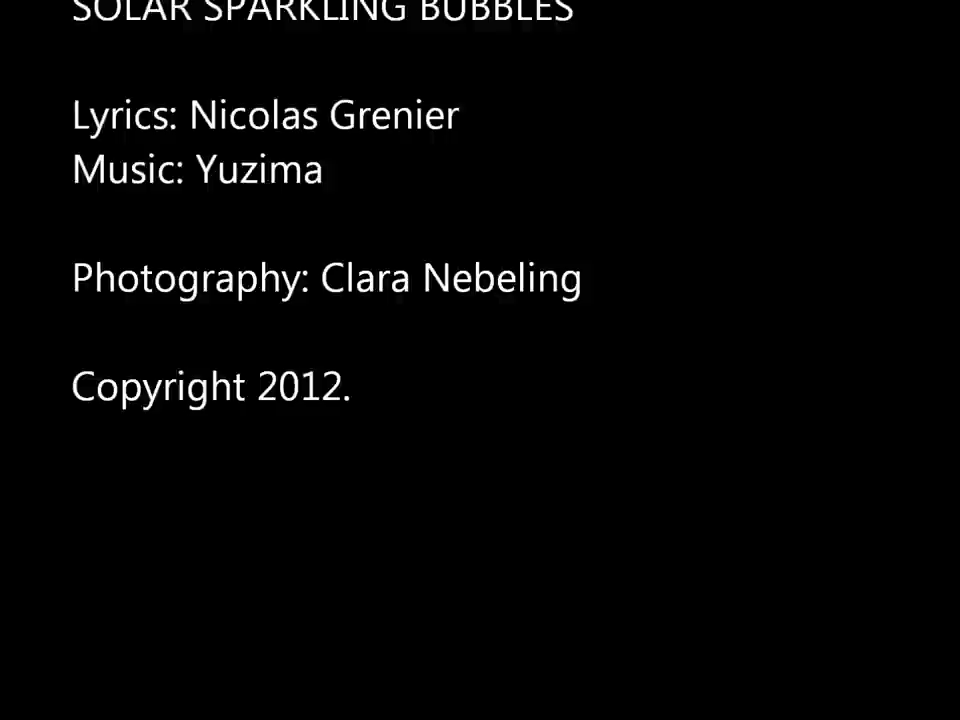 SOLAR SPARKLING BUBBLES
Lyrics: Nicolas Grenier
Music: Yuzima
Photography: Clara Nebeling
Copyright 2012.